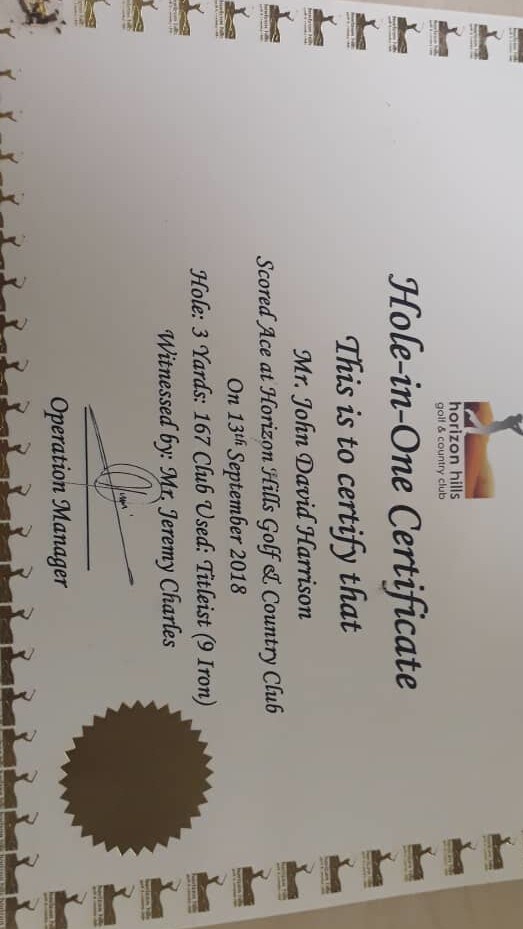 horizon hills
golf & country club
Hole-in-One Certificate
This is to certify that
Mr. John David Harrison
Scored Ace at Horizon Hills Golf & Country Club
On 13th September 2018
Hole: 3 Yards: 167 Club Used: Titleist (9 Iron)
Witnessed by: Mr. Jeremy Charles
Operation Manager